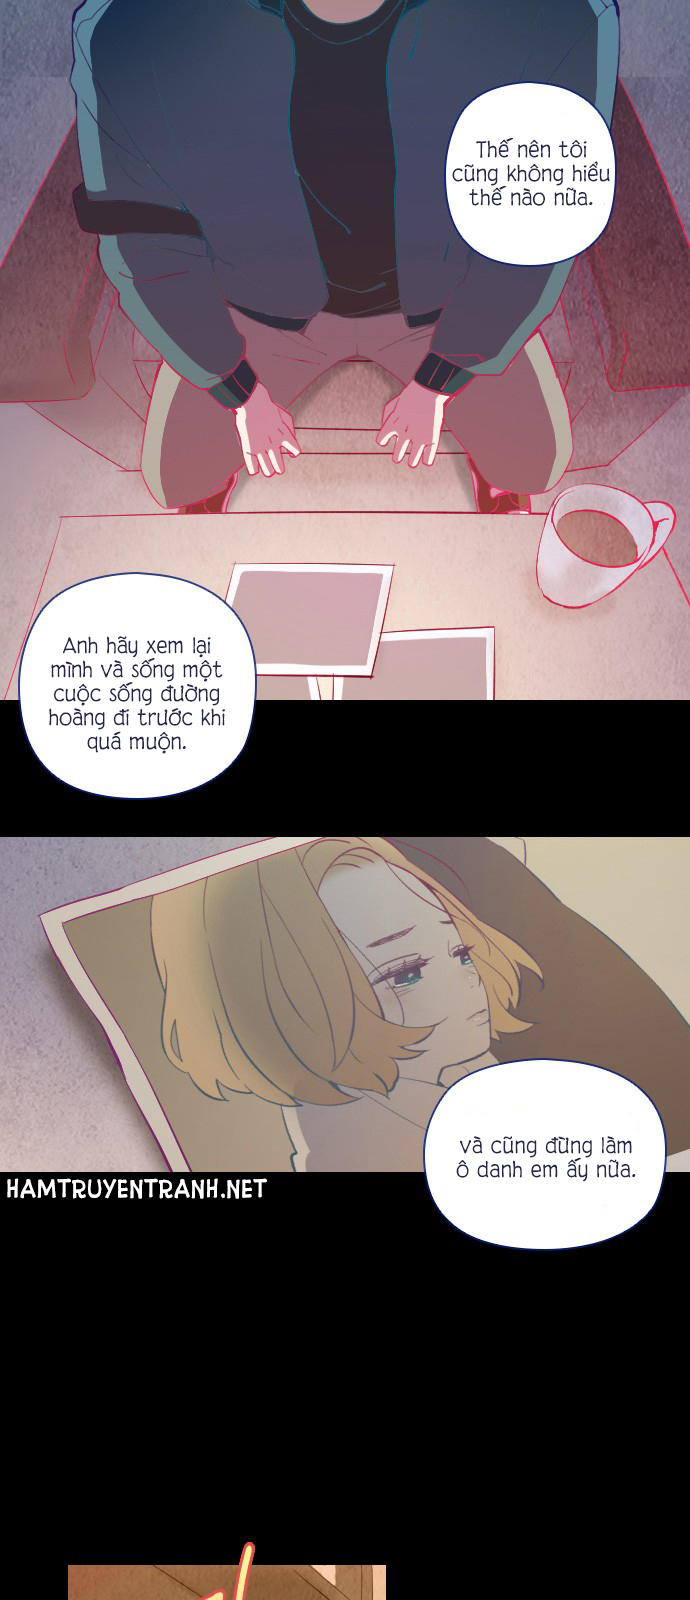 Thế nên tôi
cũng không hiểu
thế nào nữa.
Anh hãy xem lại
mình và sống một
cuộc sống đường
hoàng đi trước khi
quá muộn.
và cũng đừng làm
ô danh em ấy nữa.
HAMTRUYENTRANH.NET